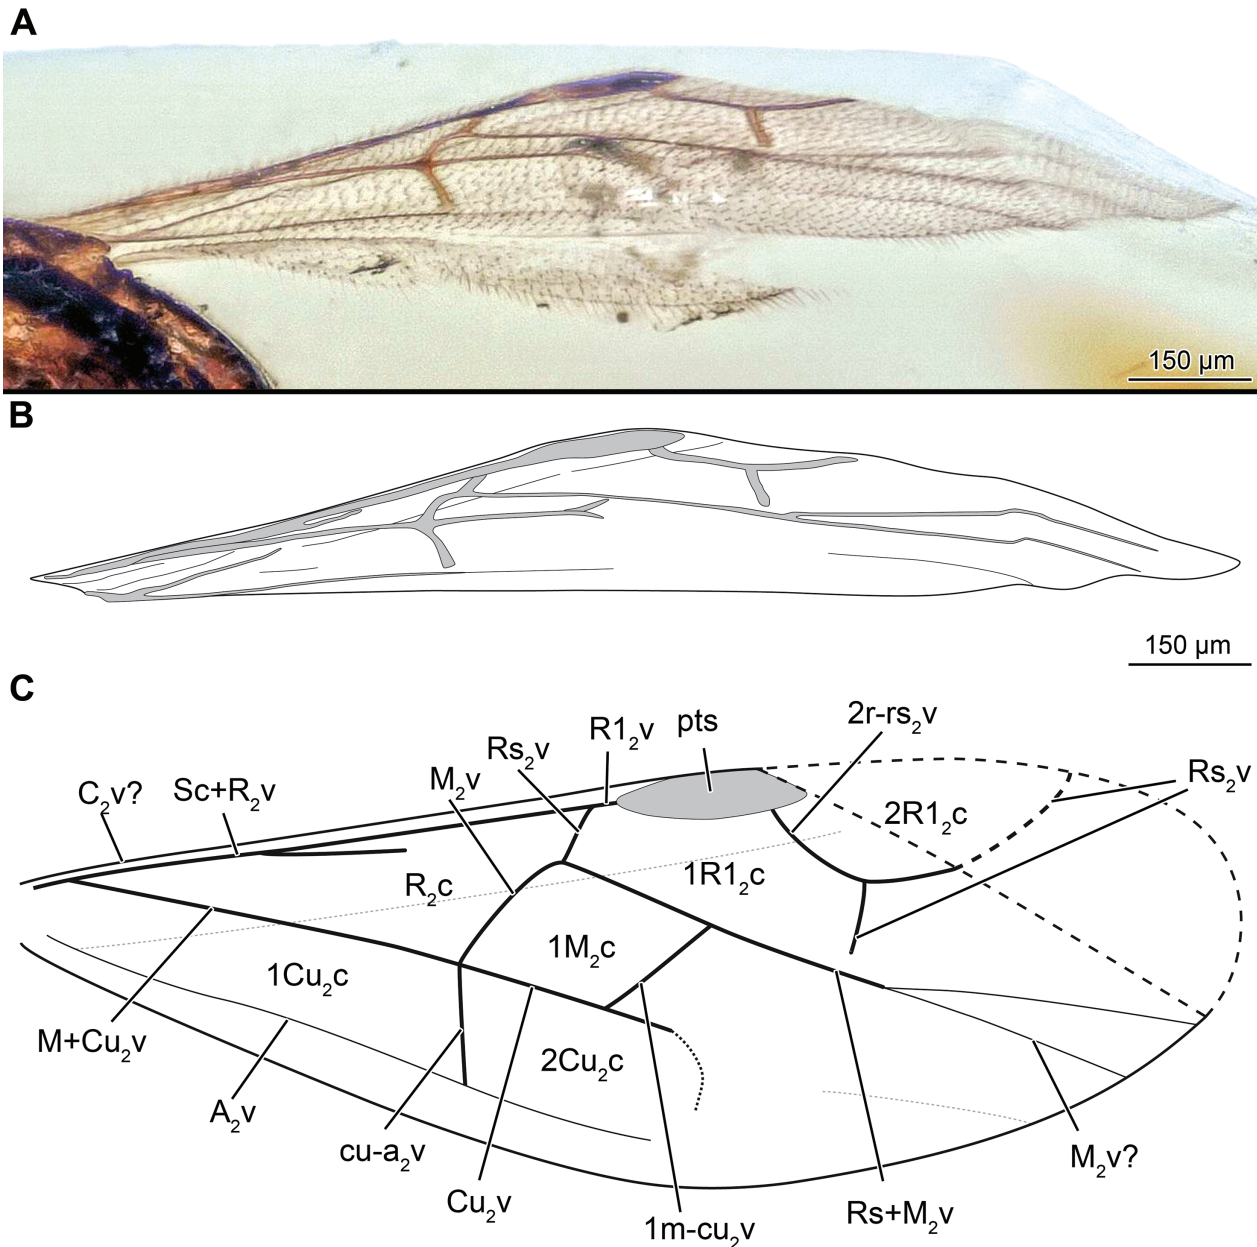 A
150 µm
B
150 µm
C
C₂v?
Sc+R₂v
M₂v
Rs₂v
R1₂v
pts
2r-rs₂v
Rs₂v
2R1₂c
1R1₂c
R₂c
1M₂c
1Cu₂c
2Cu₂c
M+Cu₂v
A₂v
cu-a₂v
Cu₂v
1m-cu₂v
Rs+M₂v
M₂v?